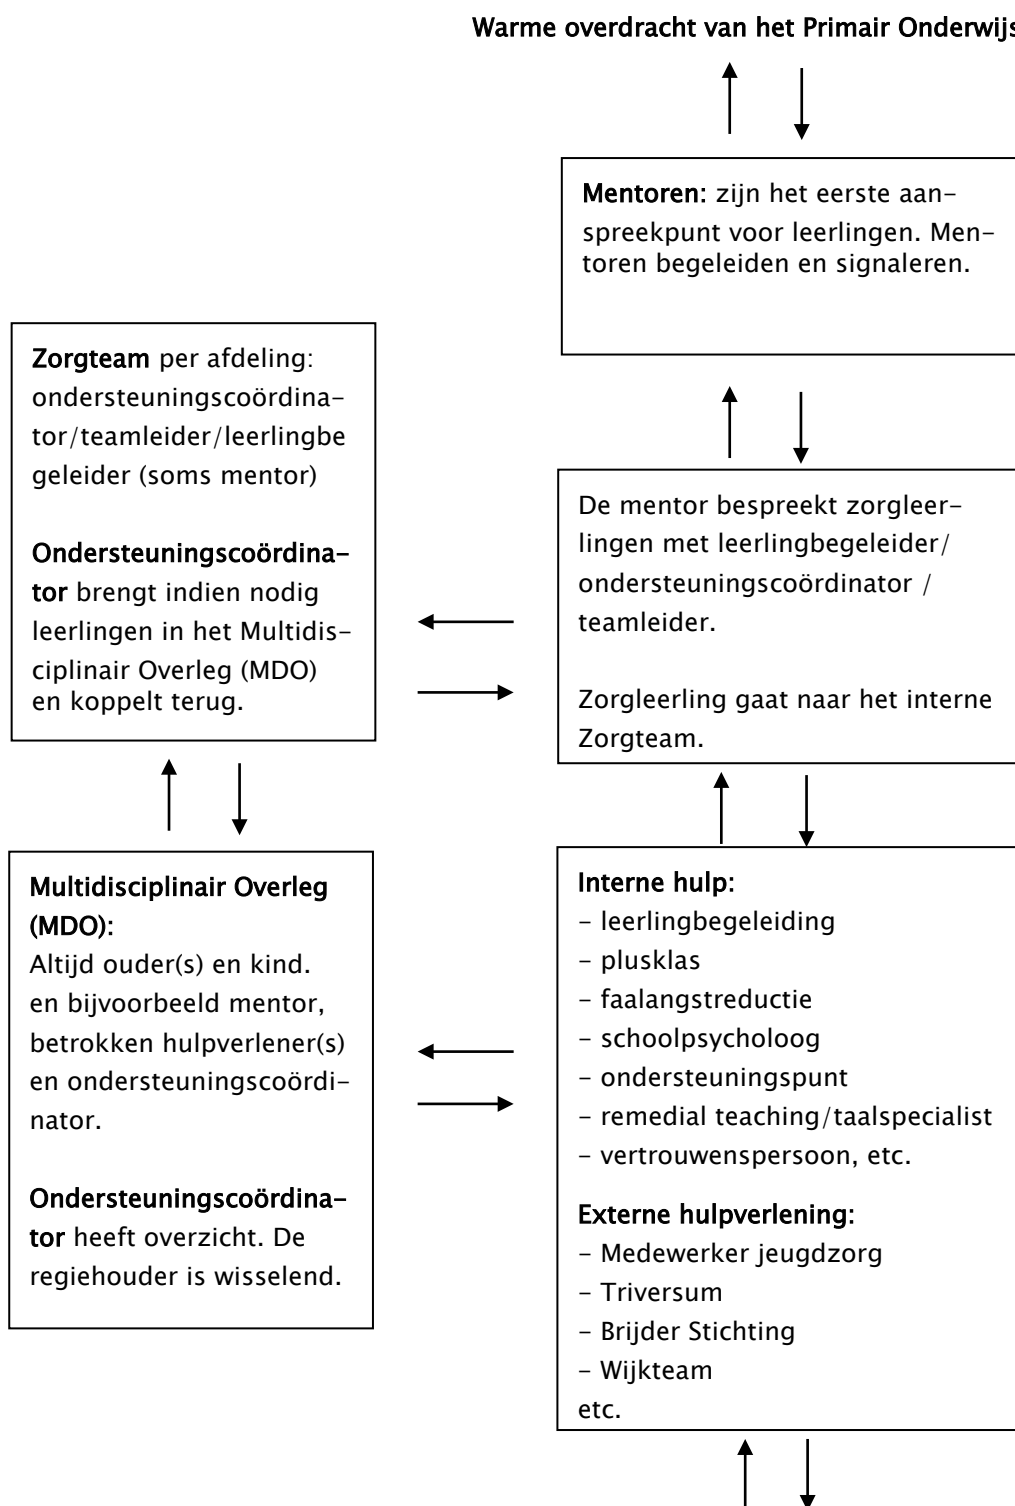 Warme overdracht van het Primair Onderwijs
Mentoren: zijn het eerste aan-
spreekpunt voor leerlingen. Men-
toren begeleiden en signaleren.
Zorgteam per afdeling:
ondersteuningscoördina-
tor/teamleider/leerlingbe
geleider (soms mentor)
Ondersteuningscoördina-
tor brengt indien nodig
leerlingen in het Multidis-
ciplinair Overleg (MDO)
en koppelt terug.
De mentor bespreekt zorgleer-
lingen met leerlingbegeleider/
ondersteuningscoördinator /
teamleider.
Zorgleerling gaat naar het interne
Zorgteam.
Multidisciplinair Overleg
(MDO):
Altijd ouder(s) en kind.
en bijvoorbeeld mentor,
betrokken hulpverlener(s)
en ondersteuningscoördi-
nator.
Ondersteuningscoördina-
tor heeft overzicht. De
regiehouder is wisselend.
Interne hulp:
- leerlingbegeleiding
- plusklas
- faalangstreductie
- schoolpsycholoog
- ondersteuningspunt
- remedial teaching/taalspecialist
- vertrouwenspersoon, etc.
Externe hulpverlening:
- Medewerker jeugdzorg
- Triversum
- Brijder Stichting
- Wijkteam
etc.